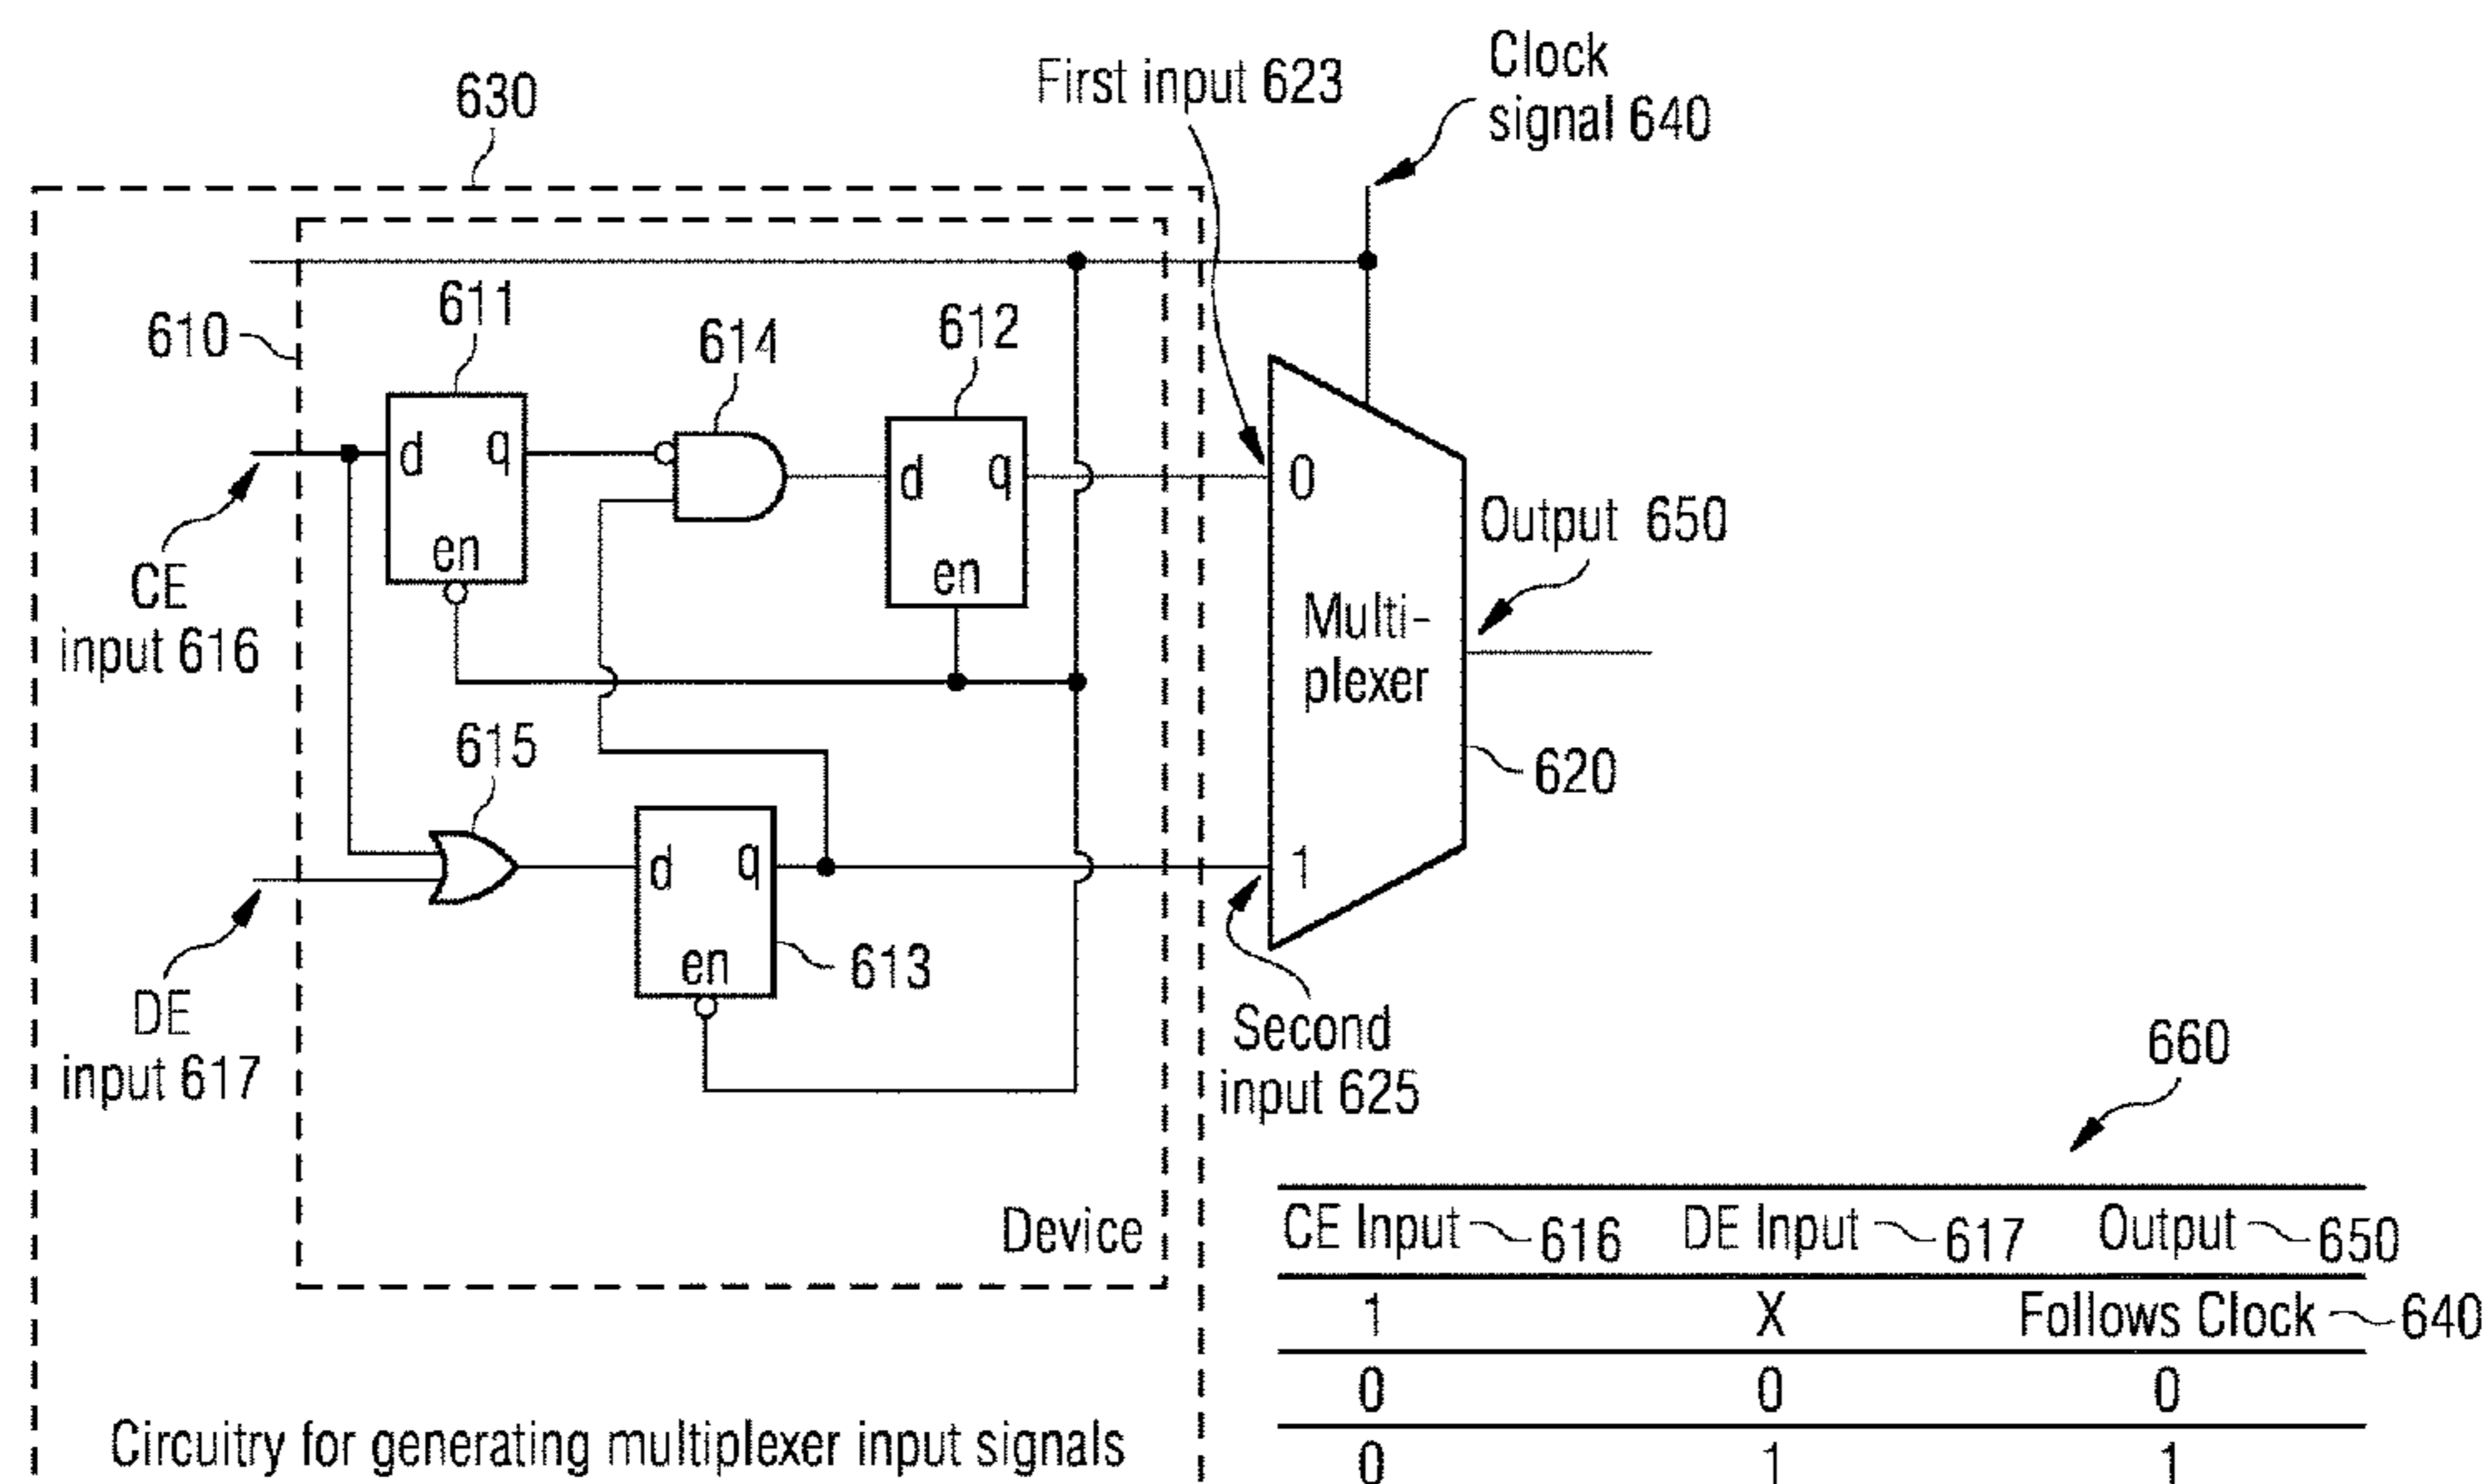 630
First input 623
Clock
signal 640
610
611
614
612
d q
en
d q
en
0
CE
input 616
Output 650
Multi-
plexer
615
620
d q
en
1
613
DE
input 617
Second
input 625
660
Device
CE Input 616 DE Input 617 Output 650
1 X Follows Clock 640
0 0 0
0 1 1
Circuitry for generating multiplexer input signals